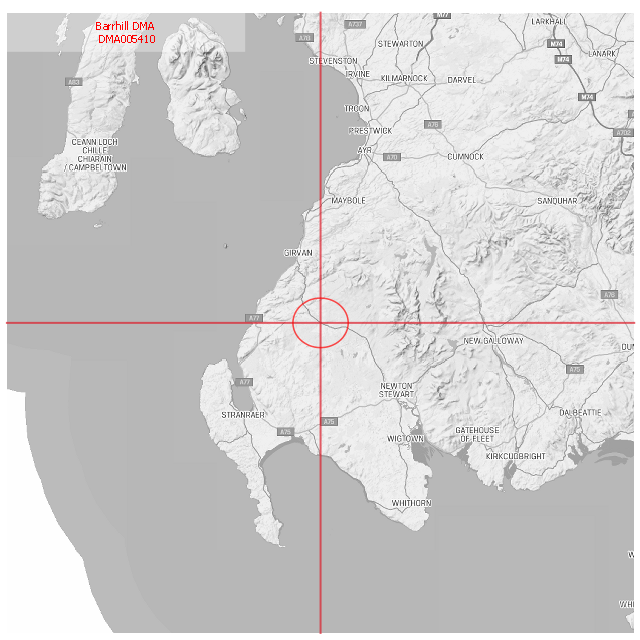 Barrhill DMA
DMA005410
M77
LARKHALL
A737
A70
STEWARTON
M74
LANARK
M74
STEVENSTON
IRVINE
KILMARNOCK
DARVEL
A83
M74
TROON
A76
PRESTWICK
A702
CEANN LOCH
CHILLE
CHIARAIN
/ CAMPBELTOWN
AYR
A70
CUMNOCK
MAYBOLE
SANQUHAR
GIRVAN
A76
A77
NEW GALLOWAY
DUN
A75
A77
NEWTON
STEWART
STRANRAER
DALBEATTIE
A75
A75
GATEHOUSE
OF FLEET
WIGTOWN
KIRKCUDBRIGHT
WHITHORN
W
WHI